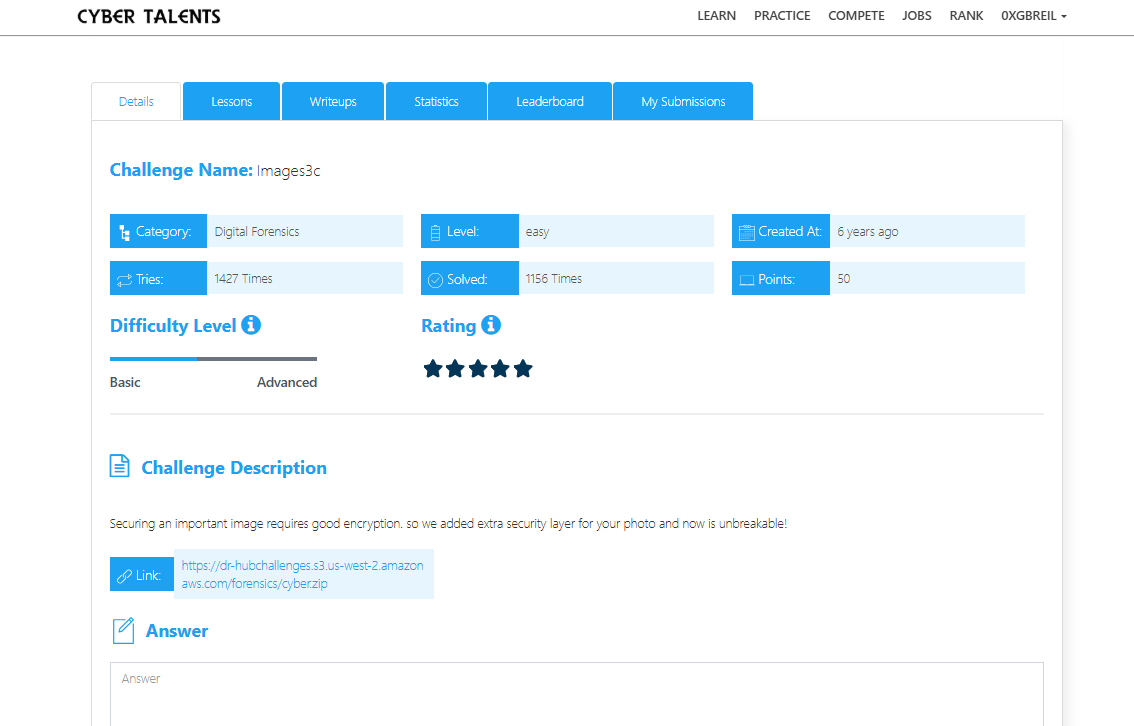 CYBER TALENTS
LEARN PRACTICE COMPETE JOBS RANK 0XGBREIL
Details Lessons Writeups Statistics Leaderboard My Submissions
Challenge Name: Images3c
Category: Digital Forensics Level: easy Created At: 6 years ago
Tries: 1427 Times Solved: 1156 Times Points: 50
Difficulty Level Rating
Basic Advanced
Challenge Description
Securing an important image requires good encryption. so we added extra security layer for your photo and now is unbreakable!
Link: https://dr-hubchallenges.s3.us-west-2.amazon
aws.com/forensics/cyber.zip
Answer
Answer